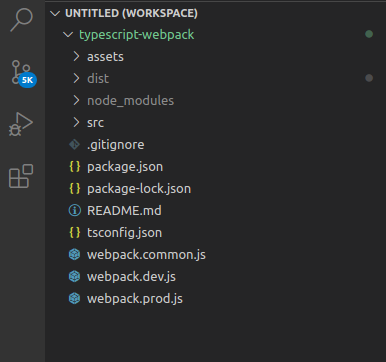 UNTITLED (WORKSPACE)
typescript-webpack
assets
dist
node_modules
src
.gitignore
{ } package.json
{ } package-lock.json
README.md
{ } tsconfig.json
webpack.common.js
webpack.dev.js
webpack.prod.js
5K